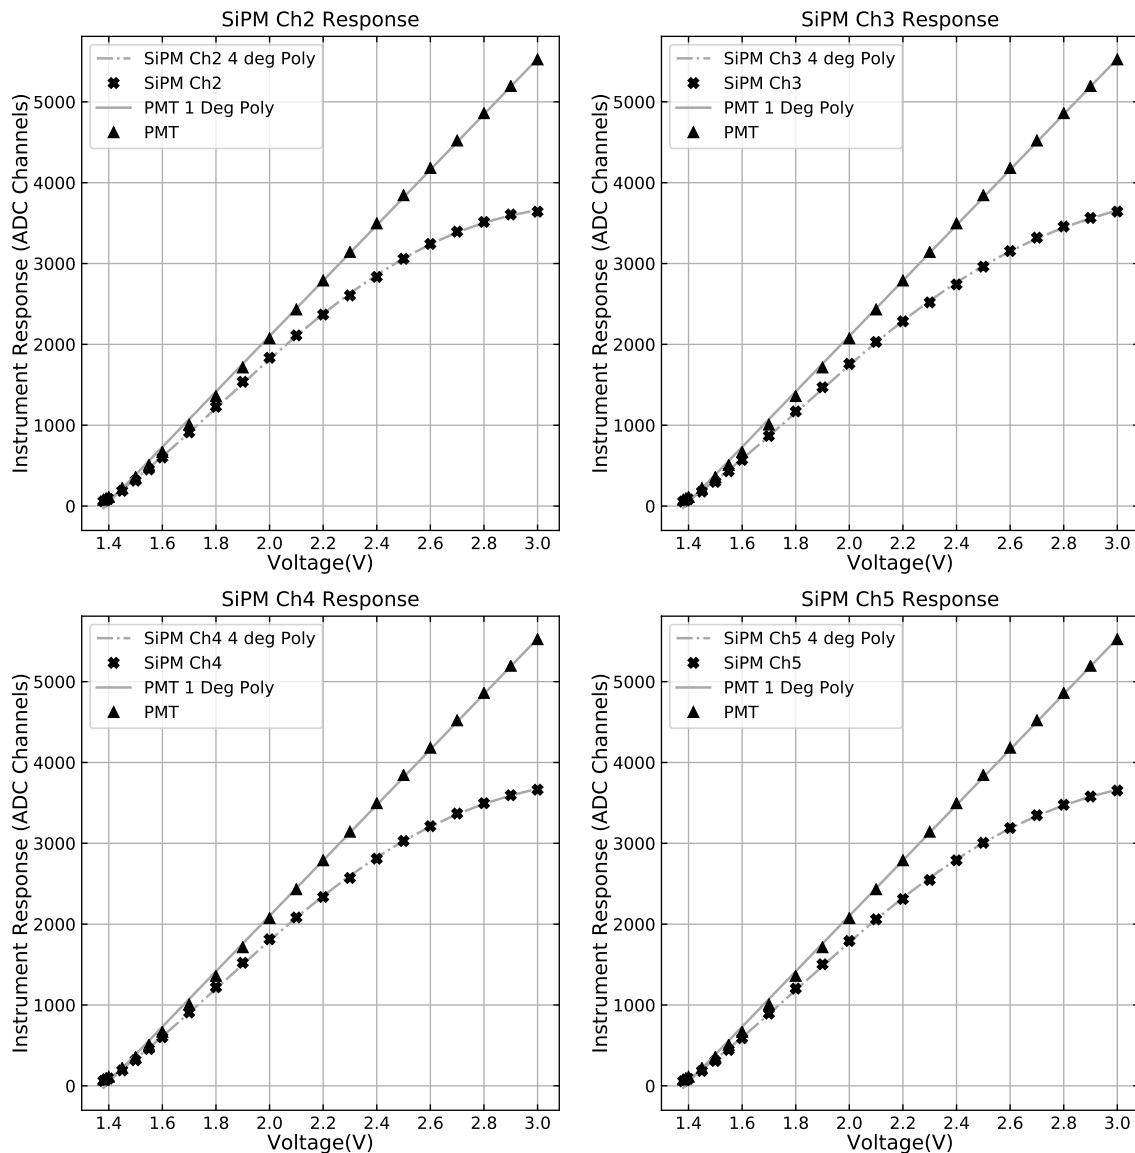 SiPM Ch2 Response
SiPM Ch2 4 deg Poly
SiPM Ch2
PMT 1 Deg Poly
PMT
Instrument Response (ADC Channels)
5000
4000
3000
2000
1000
0
1.4 1.6 1.8 2.0 2.2 2.4 2.6 2.8 3.0
Voltage(V)
SiPM Ch3 Response
SiPM Ch3 4 deg Poly
SiPM Ch3
PMT 1 Deg Poly
PMT
Instrument Response (ADC Channels)
5000
4000
3000
2000
1000
0
1.4 1.6 1.8 2.0 2.2 2.4 2.6 2.8 3.0
Voltage(V)
SiPM Ch4 Response
SiPM Ch4 4 deg Poly
SiPM Ch4
PMT 1 Deg Poly
PMT
Instrument Response (ADC Channels)
5000
4000
3000
2000
1000
0
1.4 1.6 1.8 2.0 2.2 2.4 2.6 2.8 3.0
Voltage(V)
SiPM Ch5 Response
SiPM Ch5 4 deg Poly
SiPM Ch5
PMT 1 Deg Poly
PMT
Instrument Response (ADC Channels)
5000
4000
3000
2000
1000
0
1.4 1.6 1.8 2.0 2.2 2.4 2.6 2.8 3.0
Voltage(V)